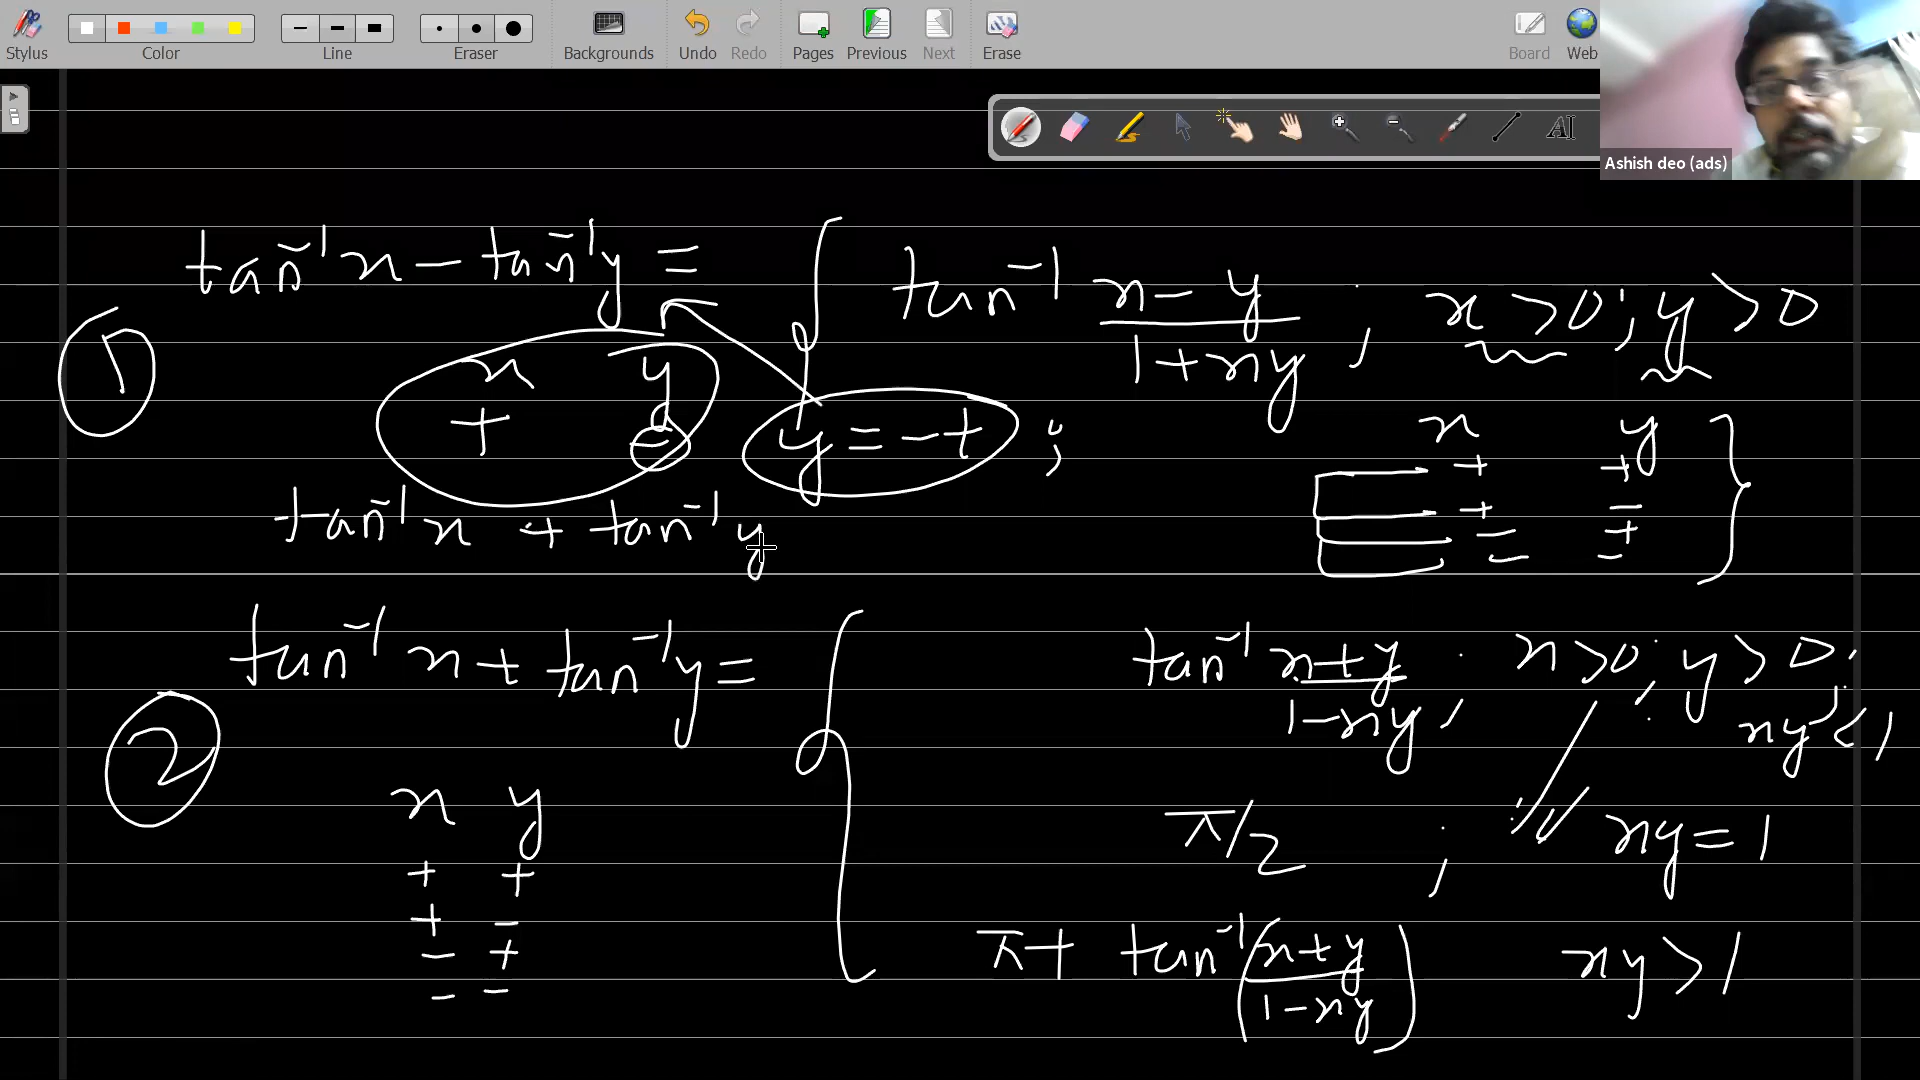 Stylus Color Line Eraser Backgrounds Undo Redo Pages Previous Next Erase Board Web
Ashish deo (ads)
tan⁻¹x − tan⁻¹y = { tan⁻¹ (x−y)/(1+xy) ; x>0 ; y>0
①
x y
+ −
y = −t ;
x y
+ +
+ −
− +
− −
tan⁻¹x + tan⁻¹y
② tan⁻¹x + tan⁻¹y = { tan⁻¹ (x+y)/(1−xy) ; x>0 ; y>0 ; xy<1
π/2 ; // xy = 1
π + tan⁻¹ ((x+y)/(1−xy)) xy > 1
x y
+ +
+ −
− +
− −